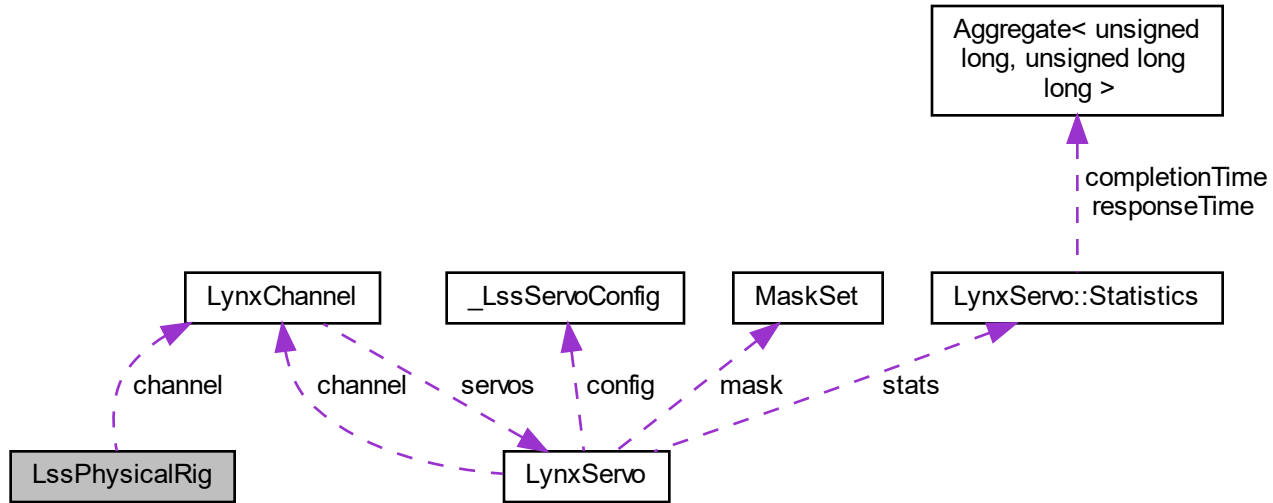 Aggregate< unsigned
long, unsigned long
long >
completionTime
responseTime
LynxChannel
_LssServoConfig
MaskSet
LynxServo::Statistics
channel
channel
servos
config
mask
stats
LssPhysicalRig
LynxServo